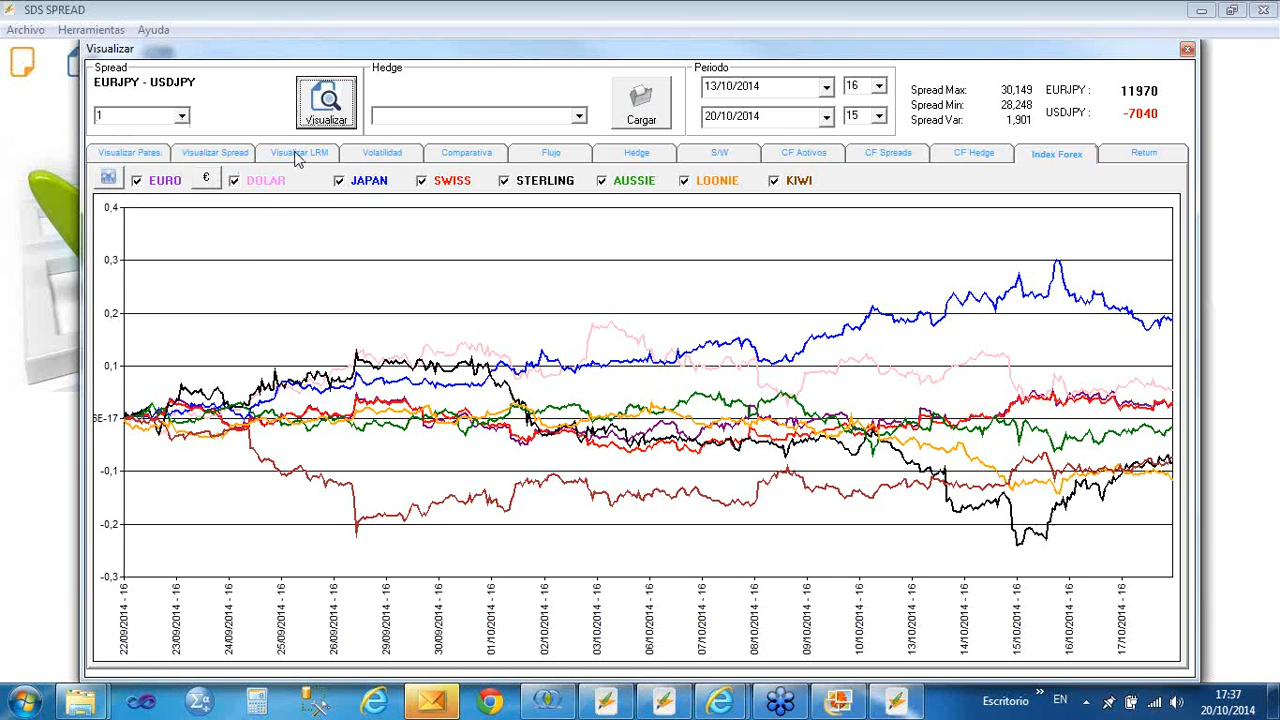 SDS SPREAD
Archivo Herramientas Ayuda
Visualizar
Spread
EURJPY - USDJPY
1
Visualizar
Hedge
Cargar
Periodo
13/10/2014 16
20/10/2014 15
Spread Max: 30,149 EURJPY : 11970
Spread Min: 28,248 USDJPY : -7040
Spread Var: 1,901
Visualizar Pares: Visualizar Spread Visualizar LRM Volatilidad Comparativa Flujo Hedge S/W CF Activos CF Spreads CF Hedge Index Forex Return
EURO € DOLAR JAPAN SWISS STERLING AUSSIE LOONIE KIWI
0,4
0,3
0,2
0,1
5E-17
-0,1
-0,2
-0,3
22/09/2014 - 16
23/09/2014 - 16
24/09/2014 - 16
25/09/2014 - 16
26/09/2014 - 16
29/09/2014 - 16
30/09/2014 - 16
01/10/2014 - 16
02/10/2014 - 16
03/10/2014 - 16
06/10/2014 - 16
07/10/2014 - 16
08/10/2014 - 16
09/10/2014 - 16
10/10/2014 - 16
13/10/2014 - 16
14/10/2014 - 16
15/10/2014 - 16
16/10/2014 - 16
17/10/2014 - 16
Escritorio EN
17:37
20/10/2014